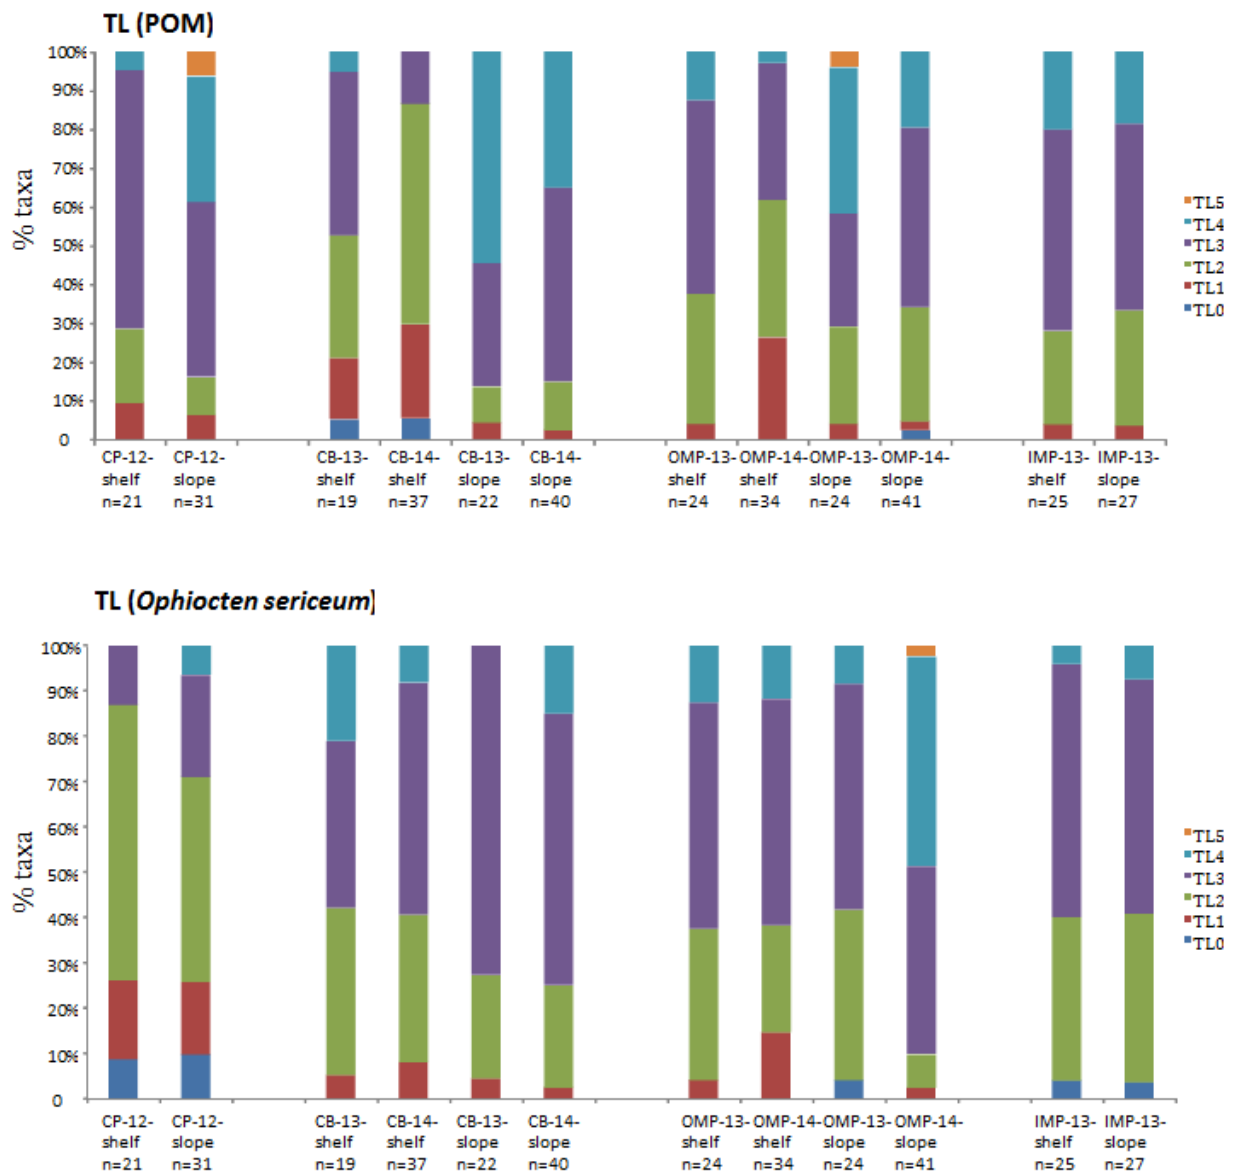 TL (POM)
100%
90%
80%
70%
60%
50%
40%
30%
20%
10%
0
% taxa
CP-12-shelf n=21
CP-12-slope n=31
CB-13-shelf n=19
CB-14-shelf n=37
CB-13-slope n=22
CB-14-slope n=40
OMP-13-shelf n=24
OMP-14-shelf n=34
OMP-13-slope n=24
OMP-14-slope n=41
IMP-13-shelf n=25
IMP-13-slope n=27
TL5
TL4
TL3
TL2
TL1
TL0
TL (Ophiocten sericeum)
100%
90%
80%
70%
60%
50%
40%
30%
20%
10%
0
% taxa
CP-12-shelf n=21
CP-12-slope n=31
CB-13-shelf n=19
CB-14-shelf n=37
CB-13-slope n=22
CB-14-slope n=40
OMP-13-shelf n=24
OMP-14-shelf n=34
OMP-13-slope n=24
OMP-14-slope n=41
IMP-13-shelf n=25
IMP-13-slope n=27
TL5
TL4
TL3
TL2
TL1
TL0